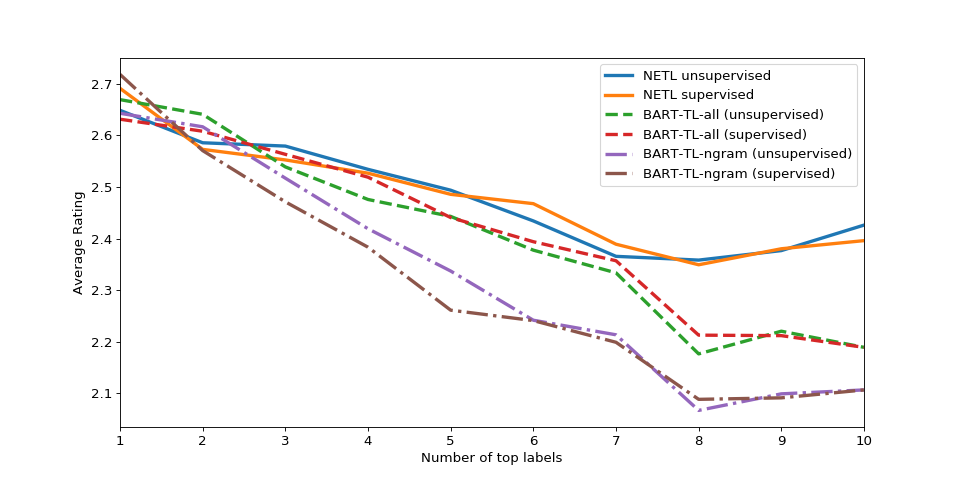 2.7
2.6
2.5
2.4
2.3
2.2
2.1
Average Rating
1 2 3 4 5 6 7 8 9 10
Number of top labels
NETL unsupervised
NETL supervised
BART-TL-all (unsupervised)
BART-TL-all (supervised)
BART-TL-ngram (unsupervised)
BART-TL-ngram (supervised)